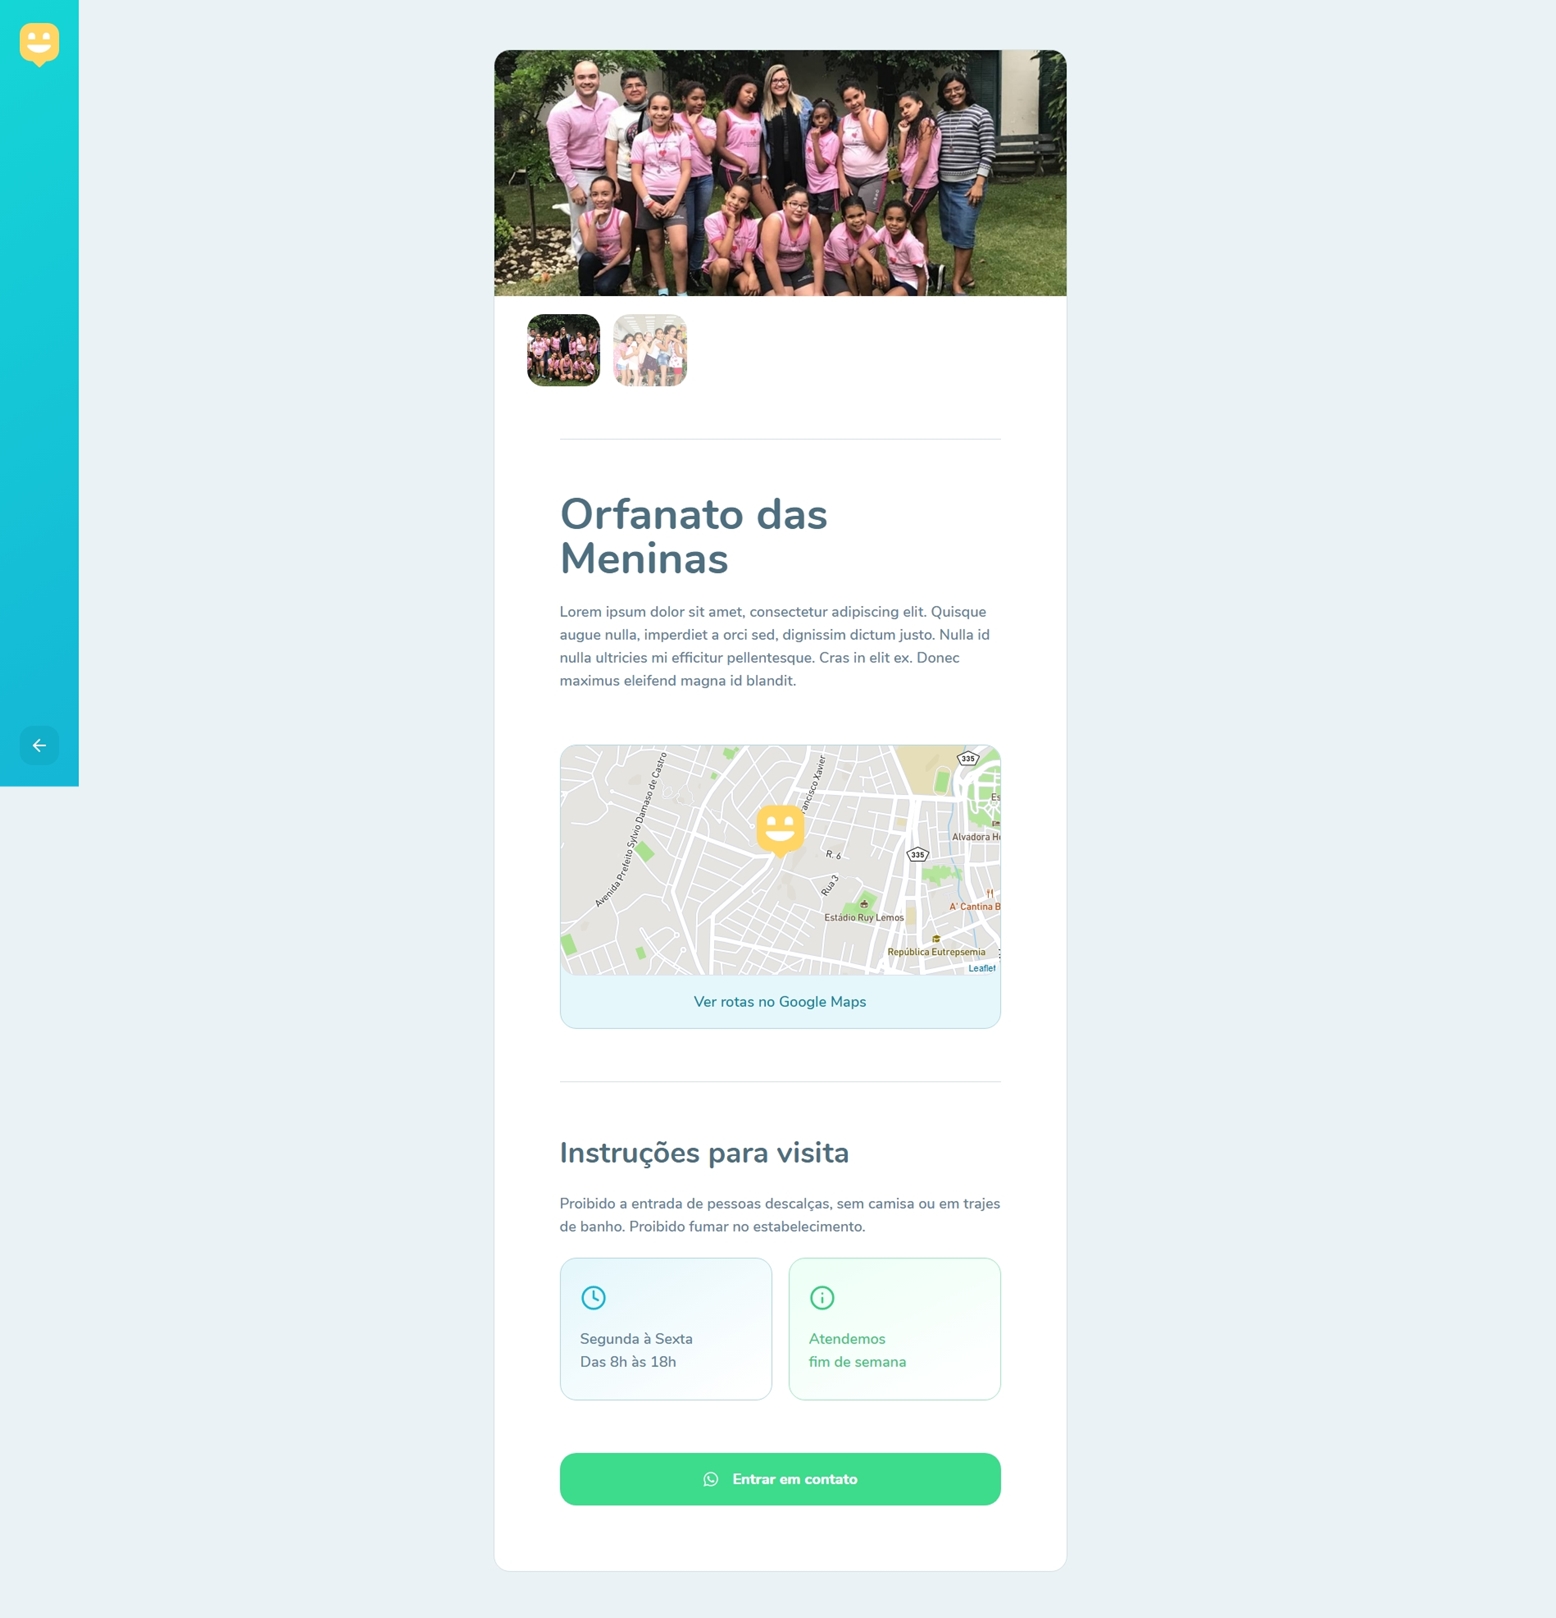 Orfanato das
Meninas
Lorem ipsum dolor sit amet, consectetur adipiscing elit. Quisque
augue nulla, imperdiet a orci sed, dignissim dictum justo. Nulla id
nulla ultricies mi efficitur pellentesque. Cras in elit ex. Donec
maximus eleifend magna id blandit.
Avenida Prefeito Sylvio Damaso de Castro
ancisco Xavier
335
Es
Alvadora He
335
R. 6
Rua 3
A' Cantina B
Estádio Ruy Lemos
República Eutrepsemia
Leaflet
Ver rotas no Google Maps
Instruções para visita
Proibido a entrada de pessoas descalças, sem camisa ou em trajes
de banho. Proibido fumar no estabelecimento.
Segunda à Sexta
Das 8h às 18h
Atendemos
fim de semana
Entrar em contato